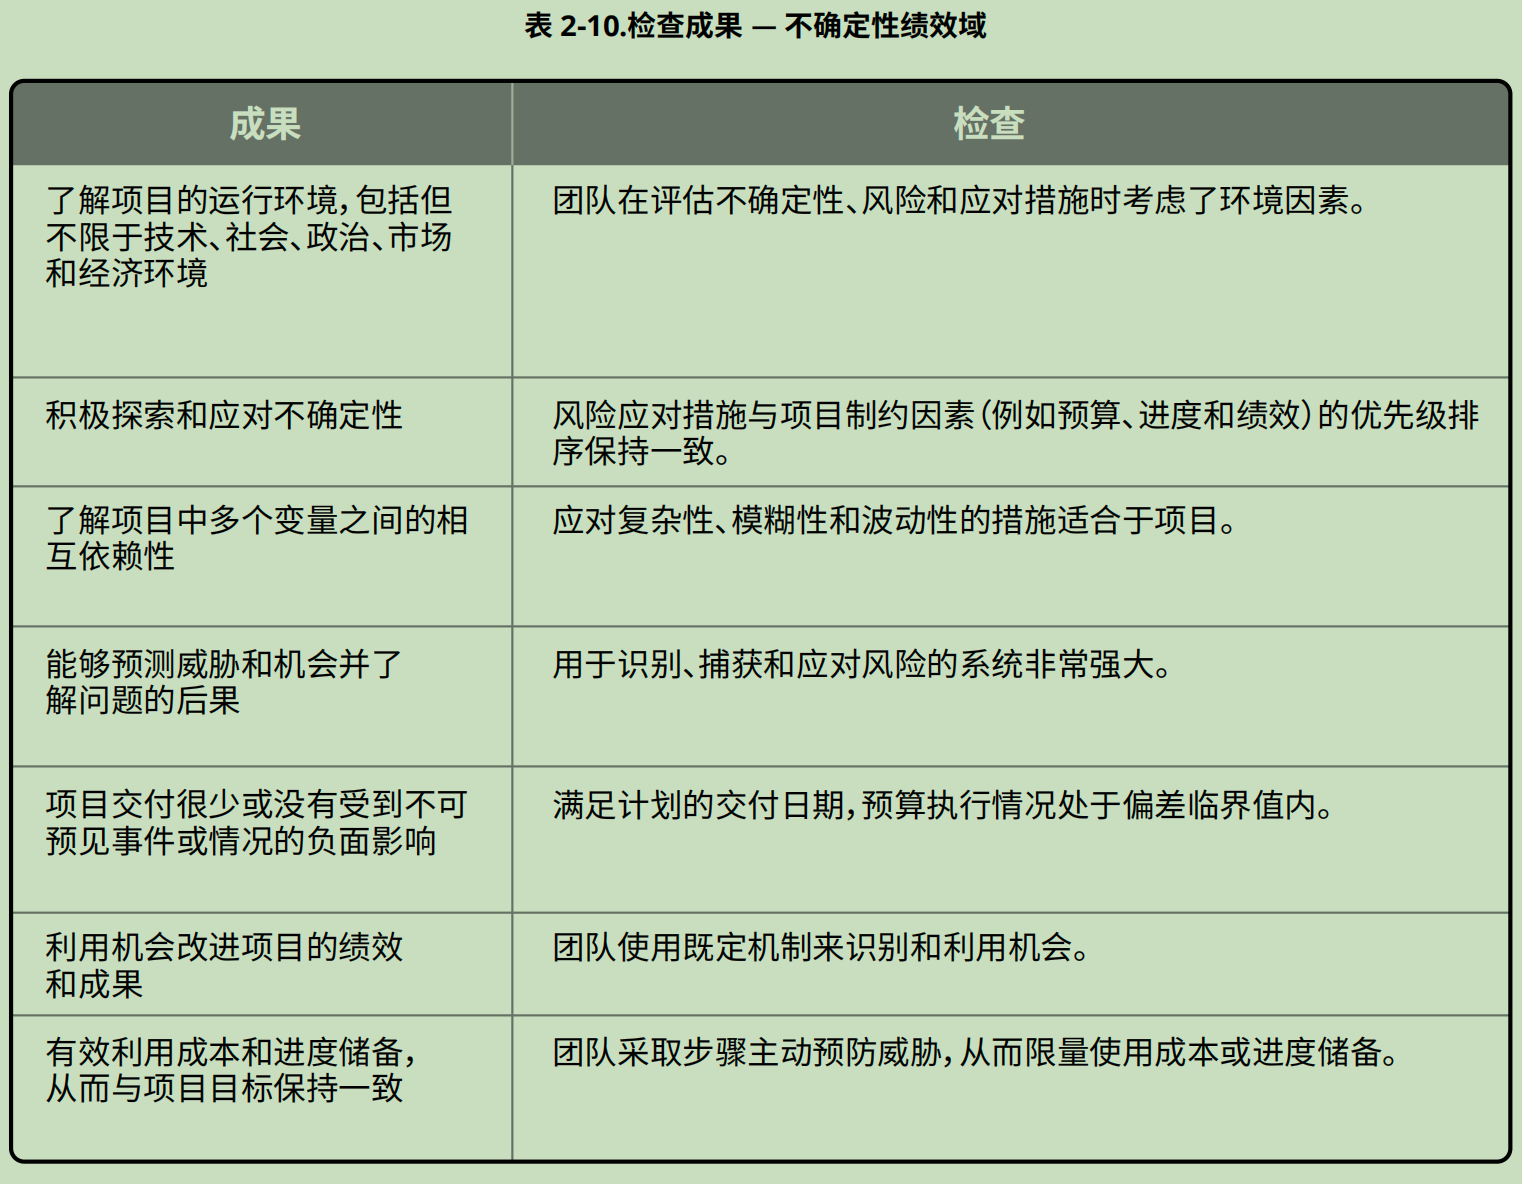 表 2-10.检查成果 — 不确定性绩效域
成果
检查
了解项目的运行环境，包括但
不限于技术、社会、政治、市场
和经济环境
团队在评估不确定性、风险和应对措施时考虑了环境因素。
积极探索和应对不确定性
风险应对措施与项目制约因素（例如预算、进度和绩效）的优先级排
序保持一致。
了解项目中多个变量之间的相
互依赖性
应对复杂性、模糊性和波动性的措施适合于项目。
能够预测威胁和机会并了
解问题的后果
用于识别、捕获和应对风险的系统非常强大。
项目交付很少或没有受到不可
预见事件或情况的负面影响
满足计划的交付日期，预算执行情况处于偏差临界值内。
利用机会改进项目的绩效
和成果
团队使用既定机制来识别和利用机会。
有效利用成本和进度储备，
从而与项目目标保持一致
团队采取步骤主动预防威胁，从而限量使用成本或进度储备。